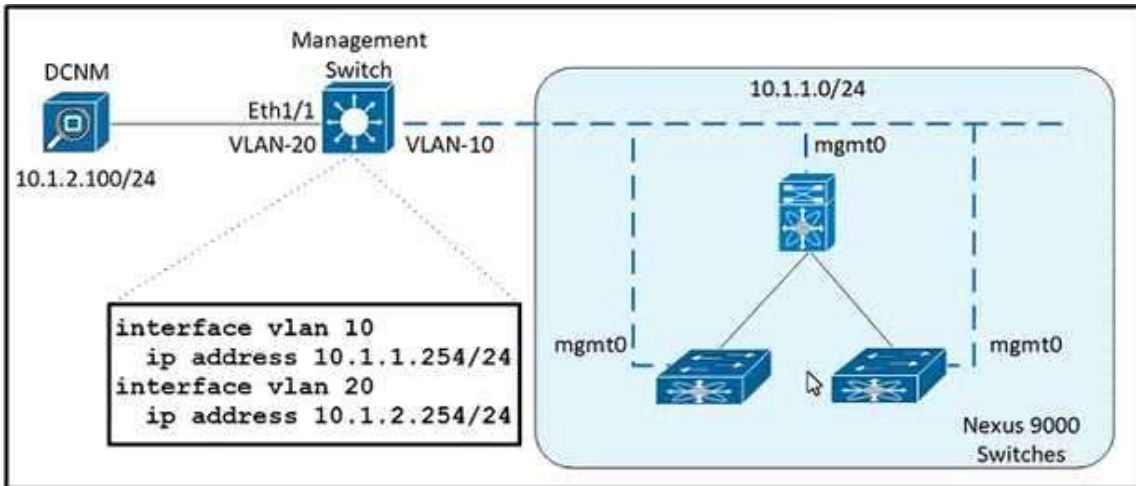 DCNM
10.1.2.100/24
Management
Switch
Eth1/1
VLAN-20
VLAN-10
10.1.1.0/24
mgmt0
mgmt0
mgmt0
Nexus 9000
Switches
interface vlan 10
ip address 10.1.1.254/24
interface vlan 20
ip address 10.1.2.254/24